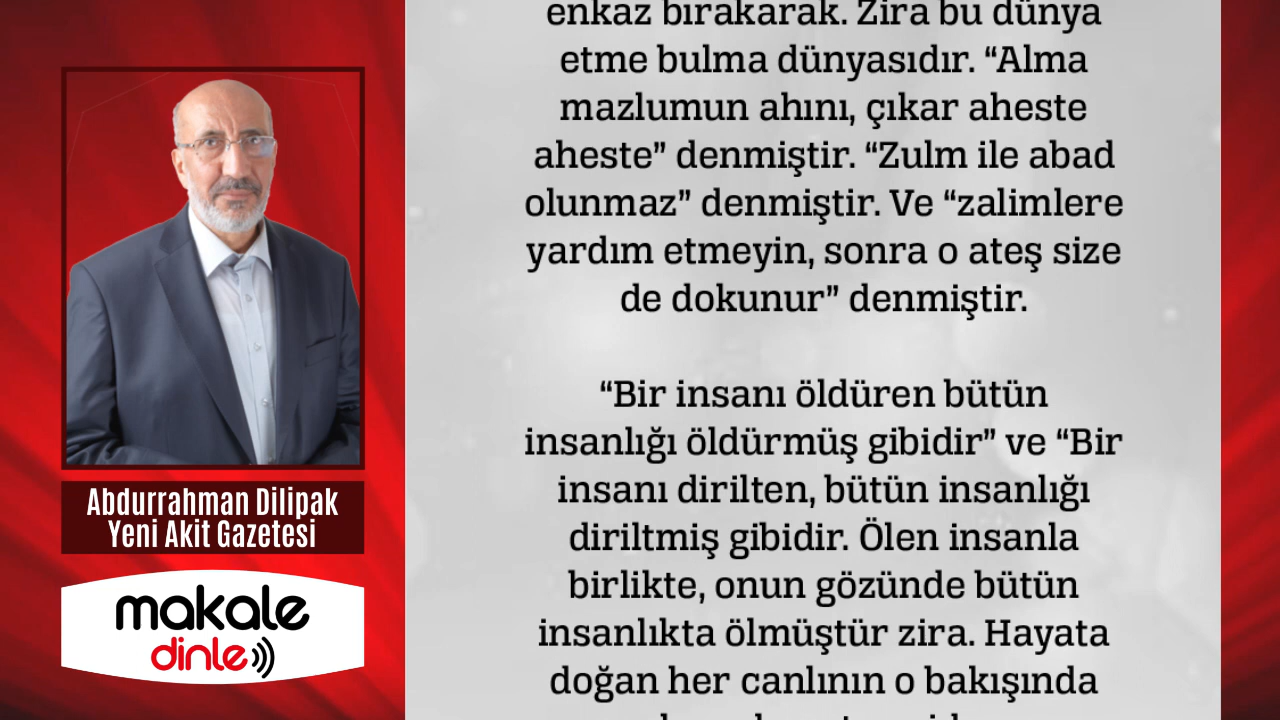 enkaz bırakarak. Zira bu dünya
etme bulma dünyasıdır. “Alma
mazlumun ahını, çıkar aheste
aheste” denmiştir. “Zulm ile abad
olunmaz” denmiştir. Ve “zalimlere
yardım etmeyin, sonra o ateş size
de dokunur” denmiştir.
“Bir insanı öldüren bütün
insanlığı öldürmüş gibidir” ve “Bir
insanı dirilten, bütün insanlığı
diriltmiş gibidir. Ölen insanla
birlikte, onun gözünde bütün
insanlıkta ölmüştür zira. Hayata
doğan her canlının o bakışında
Abdurrahman Dilipak
Yeni Akit Gazetesi
makale
dinle